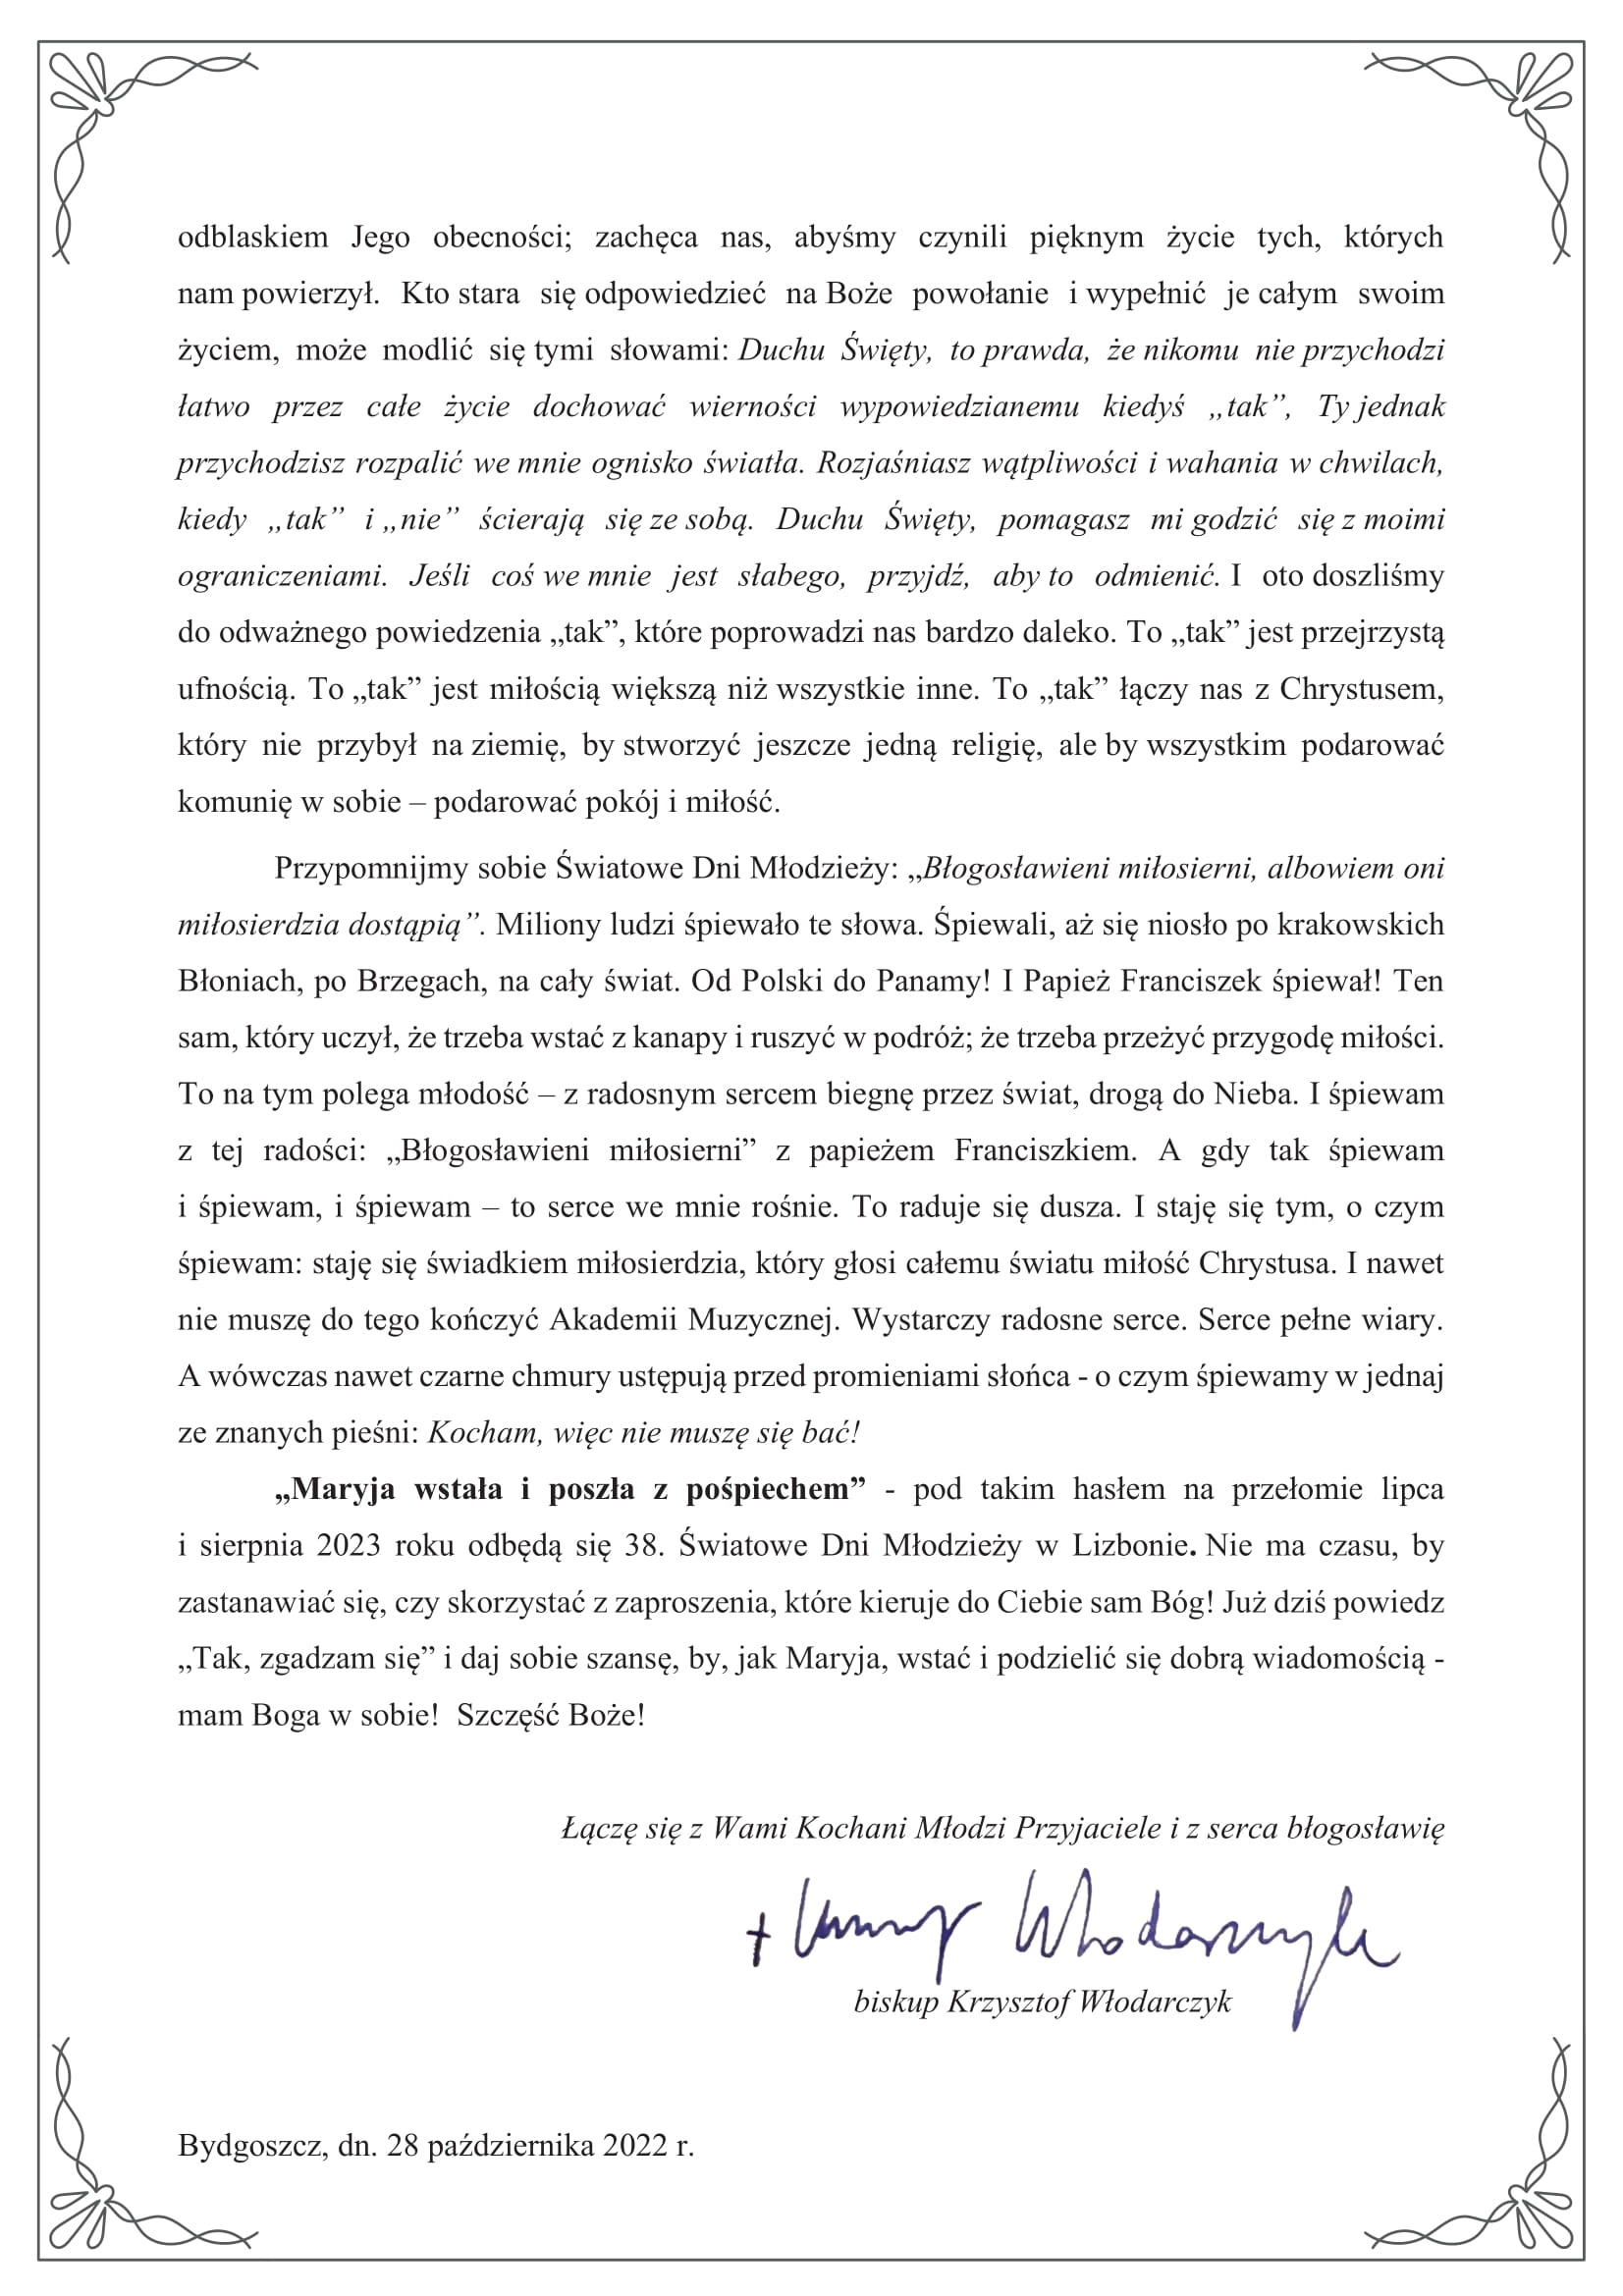 odblaskiem Jego obecności; zachęca nas, abyśmy czynili pięknym życie tych, których
nam powierzył. Kto stara się odpowiedzieć na Boże powołanie i wypełnić je całym swoim
życiem, może modlić się tymi słowami: Duchu Święty, to prawda, że nikomu nie przychodzi
łatwo przez całe życie dochować wierności wypowiedzianemu kiedyś „tak”, Ty jednak
przychodzisz rozpalić we mnie ognisko światła. Rozjaśniasz wątpliwości i wahania w chwilach,
kiedy „tak” i „nie” ścierają się ze sobą. Duchu Święty, pomagasz mi godzić się z moimi
ograniczeniami. Jeśli coś we mnie jest słabego, przyjdź, aby to odmienić. I oto doszliśmy
do odważnego powiedzenia „tak”, które poprowadzi nas bardzo daleko. To „tak” jest przejrzystą
ufnością. To „tak” jest miłością większą niż wszystkie inne. To „tak” łączy nas z Chrystusem,
który nie przybył na ziemię, by stworzyć jeszcze jedną religię, ale by wszystkim podarować
komunię w sobie – podarować pokój i miłość.
Przypomnijmy sobie Światowe Dni Młodzieży: „Błogosławieni miłosierni, albowiem oni
miłosierdzia dostąpią”. Miliony ludzi śpiewało te słowa. Śpiewali, aż się niosło po krakowskich
Błoniach, po Brzegach, na cały świat. Od Polski do Panamy! I Papież Franciszek śpiewał! Ten
sam, który uczył, że trzeba wstać z kanapy i ruszyć w podróż; że trzeba przeżyć przygodę miłości.
To na tym polega młodość – z radosnym sercem biegnę przez świat, drogą do Nieba. I śpiewam
z tej radości: „Błogosławieni miłosierni” z papieżem Franciszkiem. A gdy tak śpiewam
i śpiewam, i śpiewam – to serce we mnie rośnie. To raduje się dusza. I staję się tym, o czym
śpiewam: staję się świadkiem miłosierdzia, który głosi całemu światu miłość Chrystusa. I nawet
nie muszę do tego kończyć Akademii Muzycznej. Wystarczy radosne serce. Serce pełne wiary.
A wówczas nawet czarne chmury ustępują przed promieniami słońca - o czym śpiewamy w jednaj
ze znanych pieśni: Kocham, więc nie muszę się bać!
„Maryja wstała i poszła z pośpiechem” - pod takim hasłem na przełomie lipca
i sierpnia 2023 roku odbędą się 38. Światowe Dni Młodzieży w Lizbonie. Nie ma czasu, by
zastanawiać się, czy skorzystać z zaproszenia, które kieruje do Ciebie sam Bóg! Już dziś powiedz
„Tak, zgadzam się” i daj sobie szansę, by, jak Maryja, wstać i podzielić się dobrą wiadomością -
mam Boga w sobie! Szczęść Boże!
Łączę się z Wami Kochani Młodzi Przyjaciele i z serca błogosławię
biskup Krzysztof Włodarczyk
Bydgoszcz, dn. 28 października 2022 r.